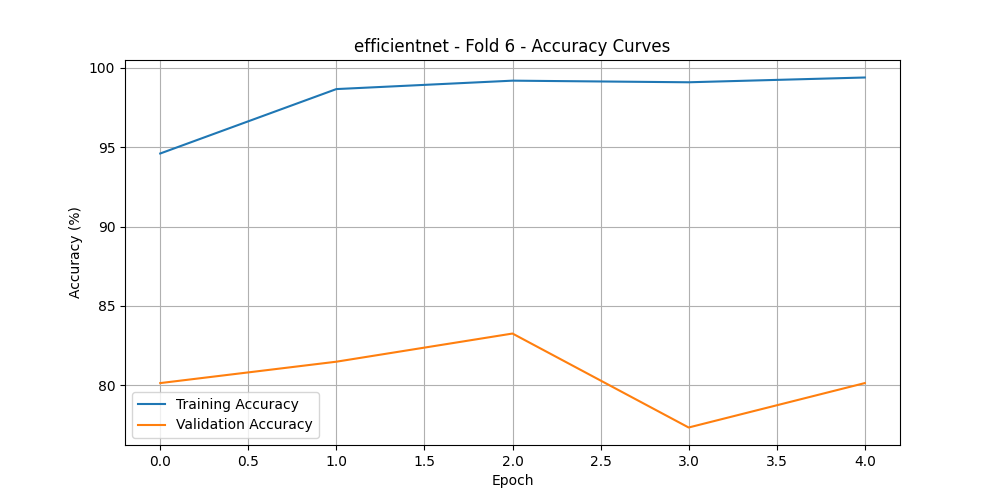 efficientnet - Fold 6 - Accuracy Curves
Accuracy (%)
100
95
90
85
80
Training Accuracy
Validation Accuracy
0.0 0.5 1.0 1.5 2.0 2.5 3.0 3.5 4.0
Epoch